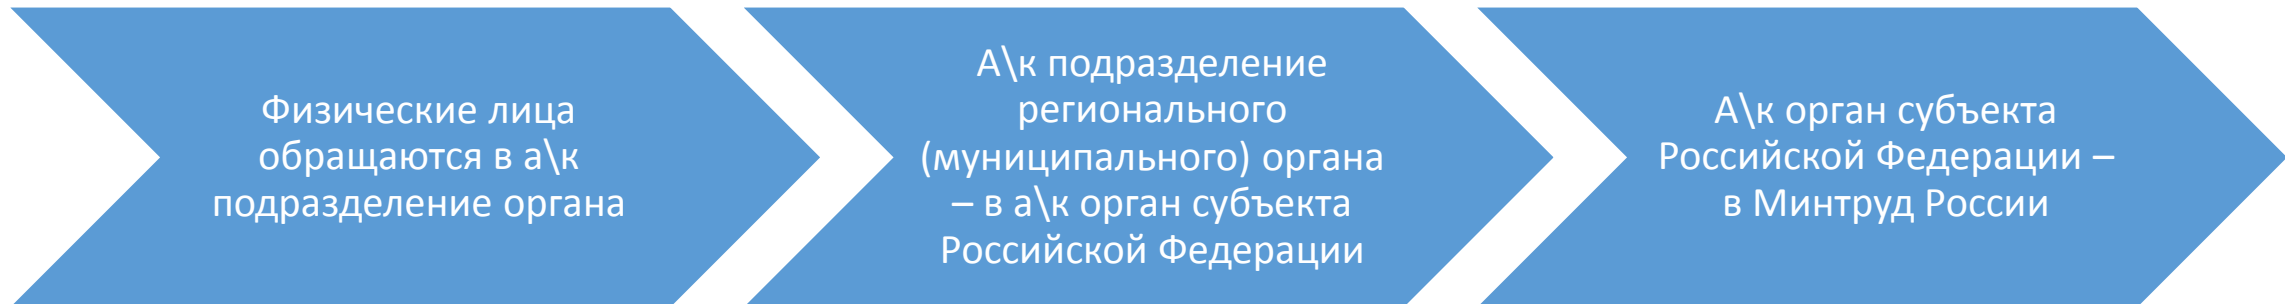 Физические лица
обращаются в а\к
подразделение органа
А\к подразделение
регионального
(муниципального) органа
– в а\к орган субъекта
Российской Федерации
А\к орган субъекта
Российской Федерации –
в Минтруд России